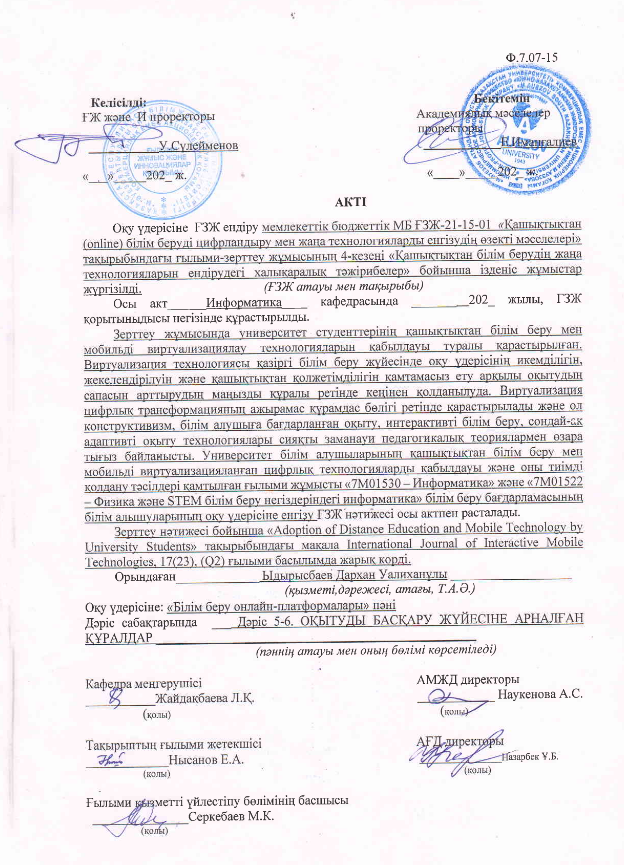 Ф.7.07-15
Келісілді:
ҒЖ және И проректоры
У.Сүлейменов
«__»_____202_ ж.
Бекітемін
Академиялық мәселелер
проректоры
«____»_____202_ ж.
АКТІ
Оқу үдерісіне ҒЗЖ ендіру мемлекеттік бюджеттік МБ ҒЗЖ-21-15-01 «Қашықтықтан
(online) білім беруді цифрландыру мен жаңа технологияларды енгізудің өзекті мәселелері»
тақырыбындағы ғылыми-зерттеу жұмысының 4-кезеңі «Қашықтықтан білім берудің жаңа
технологияларын ендірудегі халықаралық тәжірибелер» бойынша ізденіс жұмыстар
жүргізілді. (ҒЗЖ атауы мен тақырыбы)
Осы акт Информатика кафедрасында ________202_ жылы, ҒЗЖ
қорытындысы негізінде құрастырылды.
Зерттеу жұмысында университет студенттерінің қашықтықтан білім беру мен
мобильді виртуализациялау технологияларын қабылдауы туралы қарастырылған.
Виртуализация технологиясы қазіргі білім беру жүйесінде оқу үдерісінің икемділігін,
жекелендірілуін және қашықтықтан қолжетімділігін қамтамасыз ету арқылы оқытудың
сапасын арттырудың маңызды құралы ретінде кеңінен қолданылуда. Виртуализация
цифрлық трансформацияның ажырамас құрамдас бөлігі ретінде қарастырылады және ол
конструктивизм, білім алушыға бағдарланған оқыту, интерактивті білім беру, сондай-ақ
адаптивті оқыту технологиялары сияқты заманауи педагогикалық теориялармен өзара
тығыз байланысты. Университет білім алушыларының қашықтықтан білім беру мен
мобильді виртуализацияланған цифрлық технологияларды қабылдауы және оны тиімді
қолдану тәсілдері қамтылған ғылыми жұмысты «7М01530 – Информатика» және «7М01522
– Физика және STEM білім беру негіздеріндегі информатика» білім беру бағдарламасының
білім алушыларының оқу үдерісіне енгізу ҒЗЖ нәтижесі осы актпен расталады.
Зерттеу нәтижесі бойынша «Adoption of Distance Education and Mobile Technology by
University Students» тақырыбындағы мақала International Journal of Interactive Mobile
Technologies, 17(23), (Q2) ғылыми басылымда жарық көрді.
Орындаған Ыдырысбаев Дархан Уалиханұлы
(қызметі,дәрежесі, атағы, Т.А.Ә.)
Оқу үдерісіне: «Білім беру онлайн-платформалары» пәні
Дәріс сабақтарында Дәріс 5-6. ОҚЫТУДЫ БАСҚАРУ ЖҮЙЕСІНЕ АРНАЛҒАН
ҚҰРАЛДАР
(пәннің атауы мен оның бөлімі көрсетіледі)
Кафедра меңгерушісі
Жайдакбаева Л.Қ.
(қолы)
АМЖД директоры
Наукенова А.С.
(қолы)
Тақырыптың ғылыми жетекшісі
Нысанов Е.А.
(қолы)
АҒД директоры
Назарбек Ұ.Б.
(қолы)
Ғылыми қызметті үйлестіру бөлімінің басшысы
Серкебаев М.К.
(қолы)